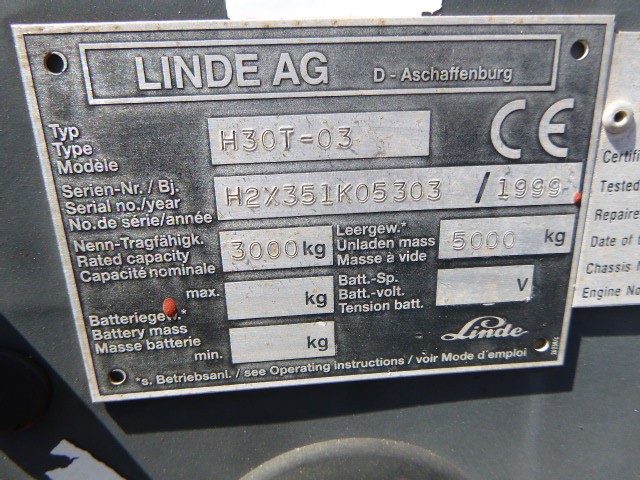 LINDE AG D - Aschaffenburg
Typ
Type
Modèle
H30T-03
CE
Serien-Nr. / Bj.
Serial no./year
No.de série/année
H2X351K05303 / 1999
Nenn-Tragfähigk.
Rated capacity
Capacité nominale
3000 kg
Leergew.*
Unladen mass
Masse à vide
5000 kg
Batteriegew.*
Battery mass
Masse batterie
max. kg
min. kg
Batt.-Sp.
Batt.-volt.
Tension batt.
V
Linde
*s. Betriebsanl. / see Operating instructions / voir Mode d'emploi
Certifi
Tested
Repaire
Date of t
Chassis N
Engine No